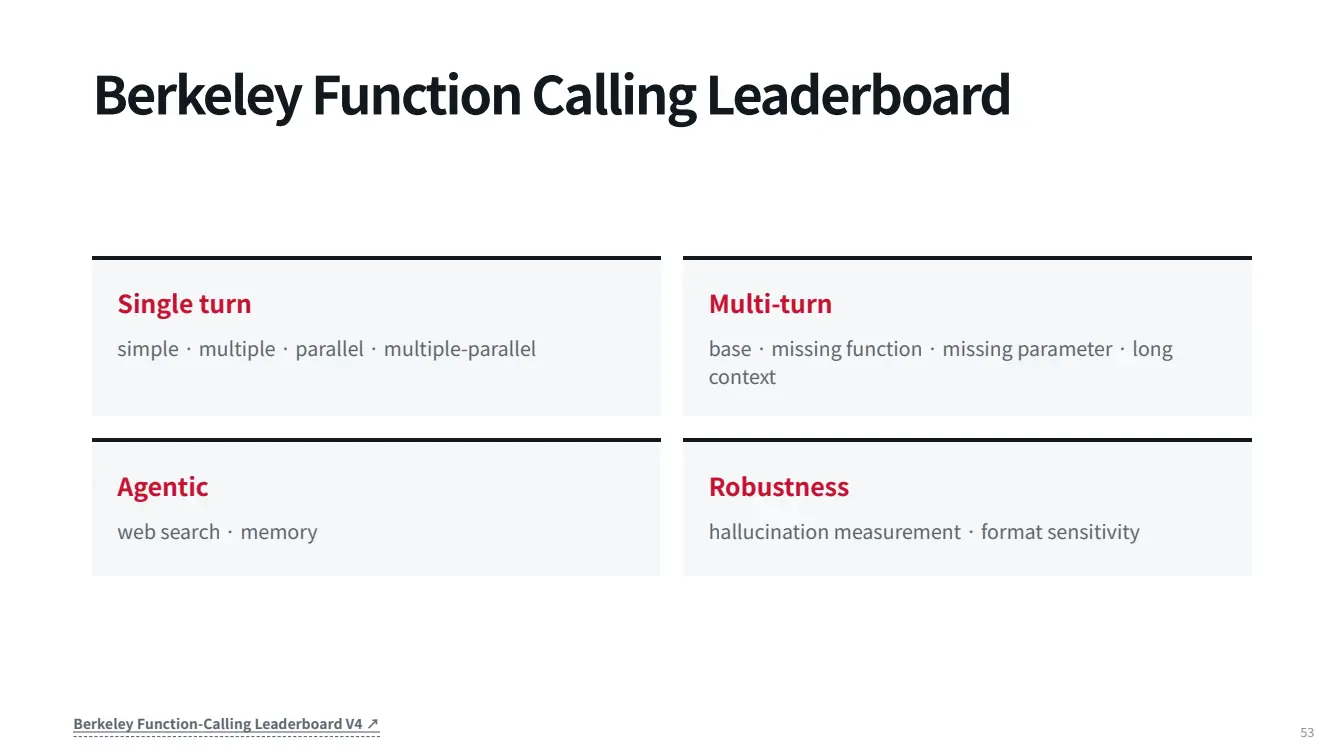 Berkeley Function Calling Leaderboard
Single turn
simple · multiple · parallel · multiple-parallel
Multi-turn
base · missing function · missing parameter · long
context
Agentic
web search · memory
Robustness
hallucination measurement · format sensitivity
Berkeley Function-Calling Leaderboard V4 ↗
53